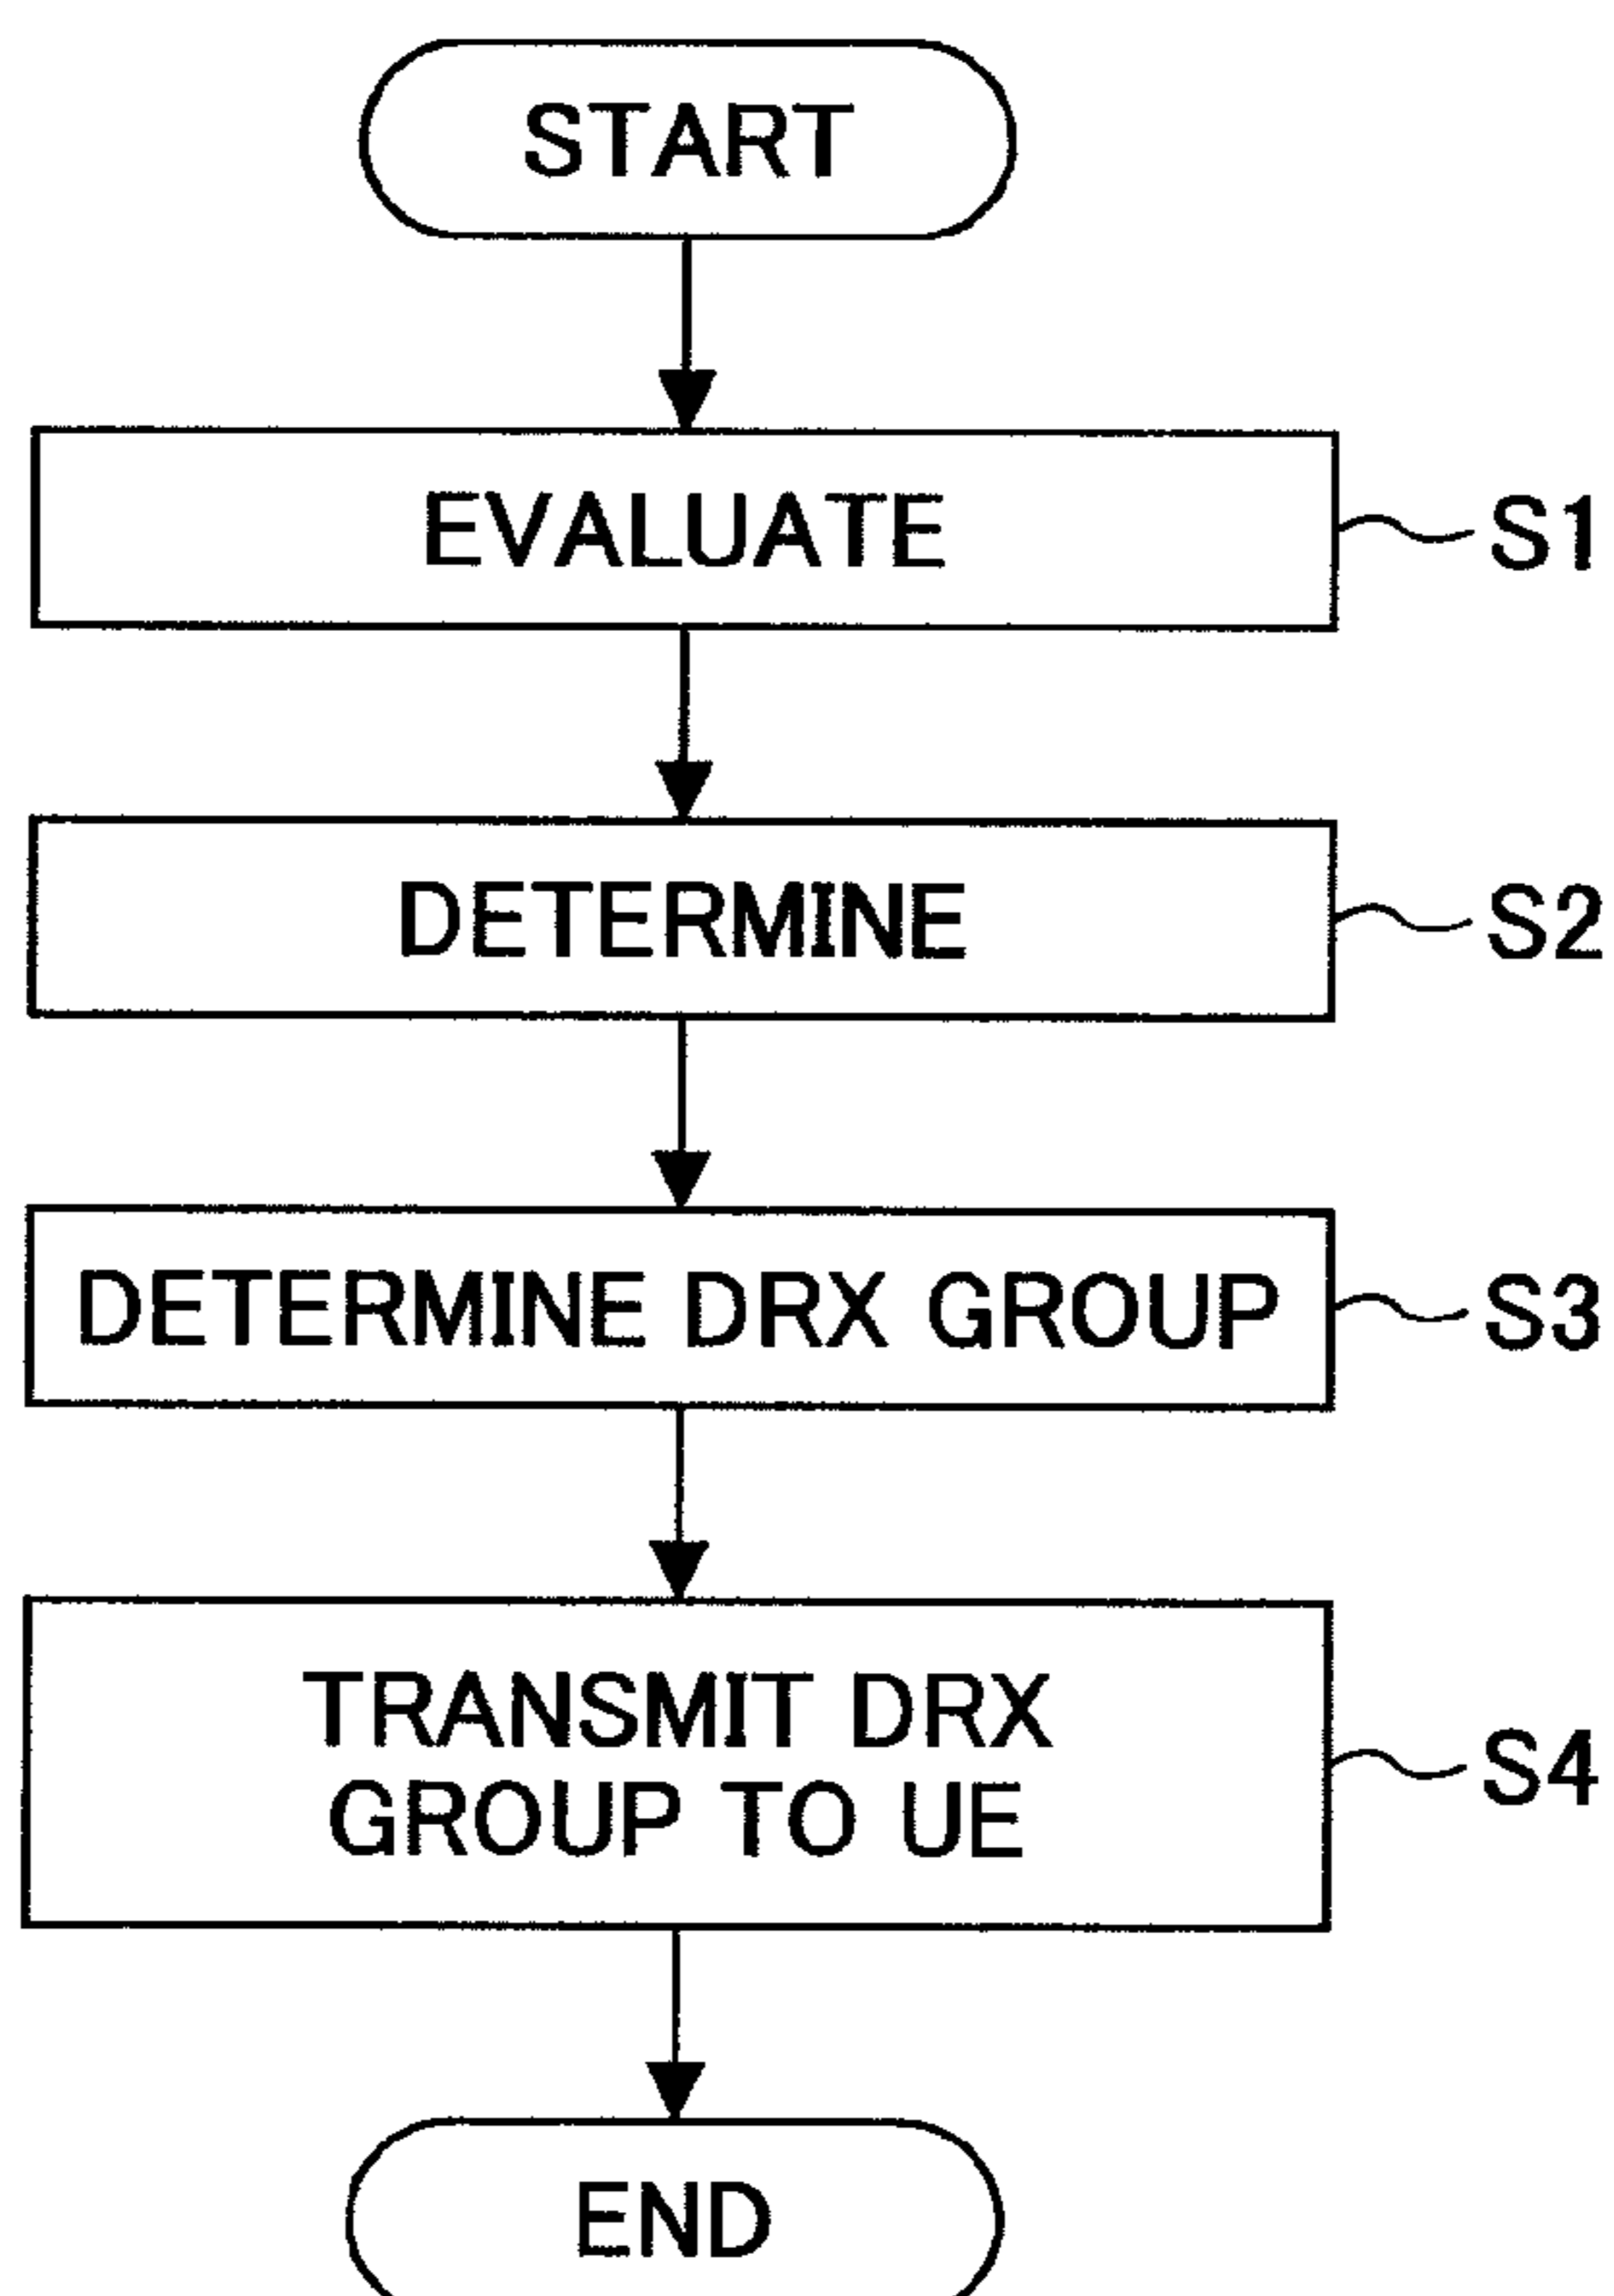 START
EVALUATE
S1
DETERMINE
S2
DETERMINE DRX GROUP
S3
TRANSMIT DRX
GROUP TO UE
S4
END